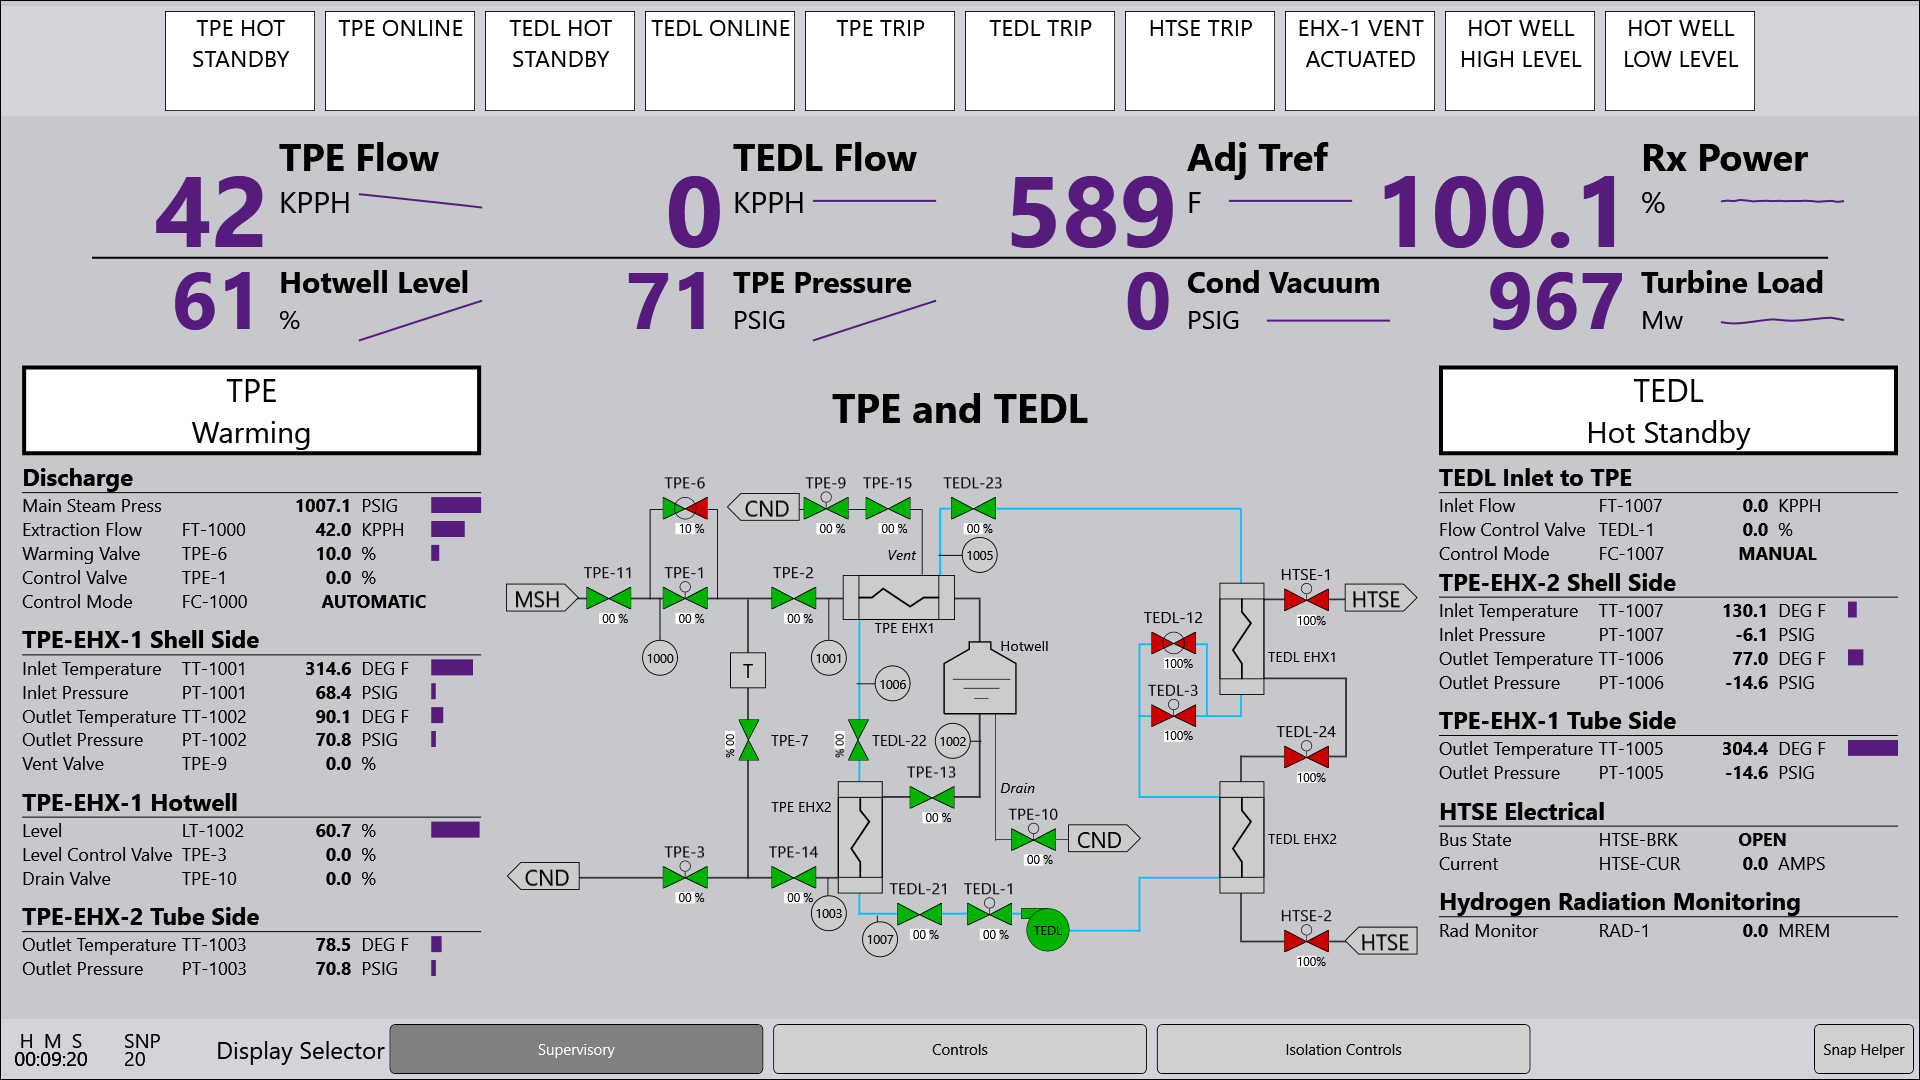 TPE HOT STANDBY
TPE ONLINE
TEDL HOT STANDBY
TEDL ONLINE
TPE TRIP
TEDL TRIP
HTSE TRIP
EHX-1 VENT ACTUATED
HOT WELL HIGH LEVEL
HOT WELL LOW LEVEL
42 TPE Flow KPPH
0 TEDL Flow KPPH
589 Adj Tref F
100.1 Rx Power %
61 Hotwell Level %
71 TPE Pressure PSIG
0 Cond Vacuum PSIG
967 Turbine Load Mw
TPE
Warming
Discharge
Main Steam Press 1007.1 PSIG
Extraction Flow FT-1000 42.0 KPPH
Warming Valve TPE-6 10.0 %
Control Valve TPE-1 0.0 %
Control Mode FC-1000 AUTOMATIC
TPE-EHX-1 Shell Side
Inlet Temperature TT-1001 314.6 DEG F
Inlet Pressure PT-1001 68.4 PSIG
Outlet Temperature TT-1002 90.1 DEG F
Outlet Pressure PT-1002 70.8 PSIG
Vent Valve TPE-9 0.0 %
TPE-EHX-1 Hotwell
Level LT-1002 60.7 %
Level Control Valve TPE-3 0.0 %
Drain Valve TPE-10 0.0 %
TPE-EHX-2 Tube Side
Outlet Temperature TT-1003 78.5 DEG F
Outlet Pressure PT-1003 70.8 PSIG
TPE and TEDL
TPE-6
10 %
CND
TPE-9
00 %
TPE-15
00 %
TEDL-23
00 %
Vent
1005
MSH
TPE-11
00 %
TPE-1
00 %
TPE-2
00 %
TPE EHX1
1000
1001
T
1006
Hotwell
HTSE-1
100%
HTSE
TEDL-12
100%
TEDL EHX1
TEDL-3
100%
TPE-7
00 %
TEDL-22
00 %
1002
TEDL-24
100%
TPE-13
00 %
Drain
TPE EHX2
TPE-10
00 %
CND
TEDL EHX2
CND
TPE-3
00 %
TPE-14
00 %
1003
TEDL-21
00 %
TEDL-1
00 %
TEDL
1007
HTSE-2
100%
HTSE
TEDL
Hot Standby
TEDL Inlet to TPE
Inlet Flow FT-1007 0.0 KPPH
Flow Control Valve TEDL-1 0.0 %
Control Mode FC-1007 MANUAL
TPE-EHX-2 Shell Side
Inlet Temperature TT-1007 130.1 DEG F
Inlet Pressure PT-1007 -6.1 PSIG
Outlet Temperature TT-1006 77.0 DEG F
Outlet Pressure PT-1006 -14.6 PSIG
TPE-EHX-1 Tube Side
Outlet Temperature TT-1005 304.4 DEG F
Outlet Pressure PT-1005 -14.6 PSIG
HTSE Electrical
Bus State HTSE-BRK OPEN
Current HTSE-CUR 0.0 AMPS
Hydrogen Radiation Monitoring
Rad Monitor RAD-1 0.0 MREM
H M S
00:09:20
SNP
20
Display Selector
Supervisory
Controls
Isolation Controls
Snap Helper